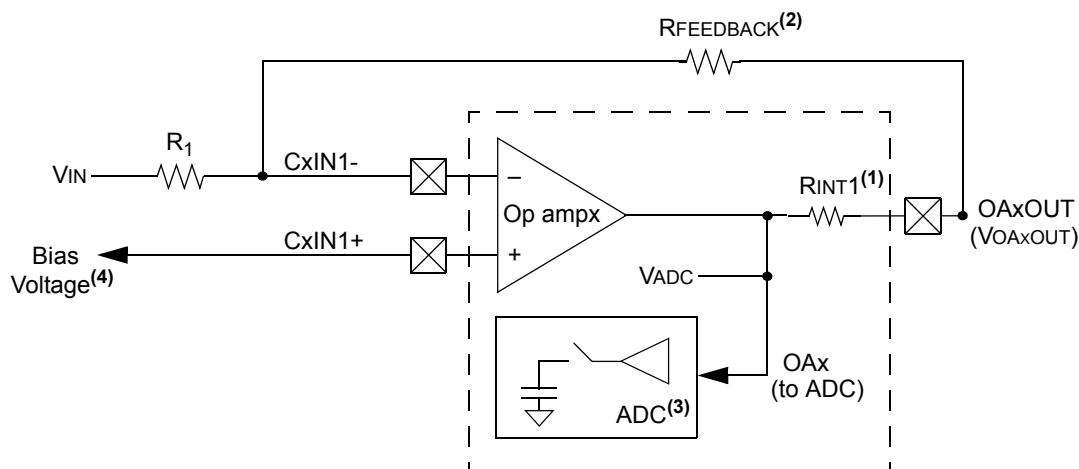 RFEEDBACK(2)
R1
VIN
CxIN1-
–
Op ampx
RINT1(1)
OAxOUT
(VOAxOUT)
Bias
Voltage(4)
CxIN1+
+
VADC
OAx
(to ADC)
ADC(3)